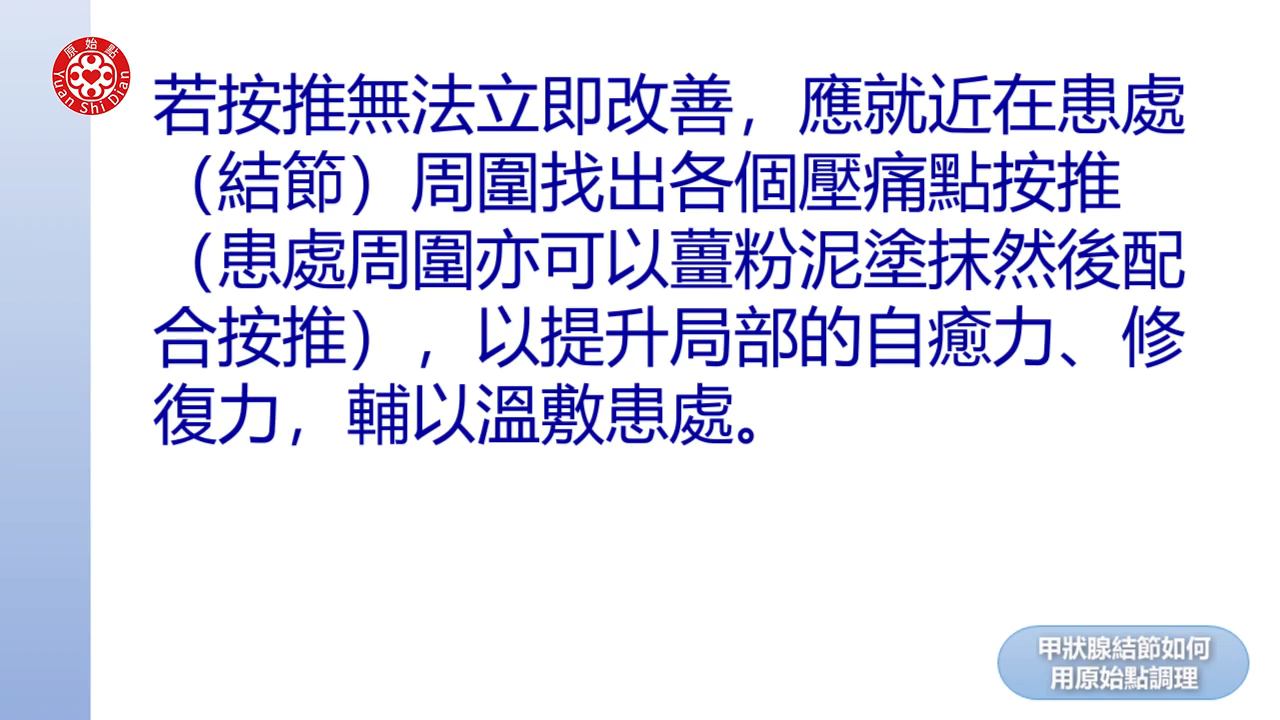 原始點
Yuan Shi Dian
若按推無法立即改善，應就近在患處
（結節）周圍找出各個壓痛點按推
（患處周圍亦可以薑粉泥塗抹然後配
合按推），以提升局部的自癒力、修
復力，輔以溫敷患處。
甲狀腺結節如何
用原始點調理